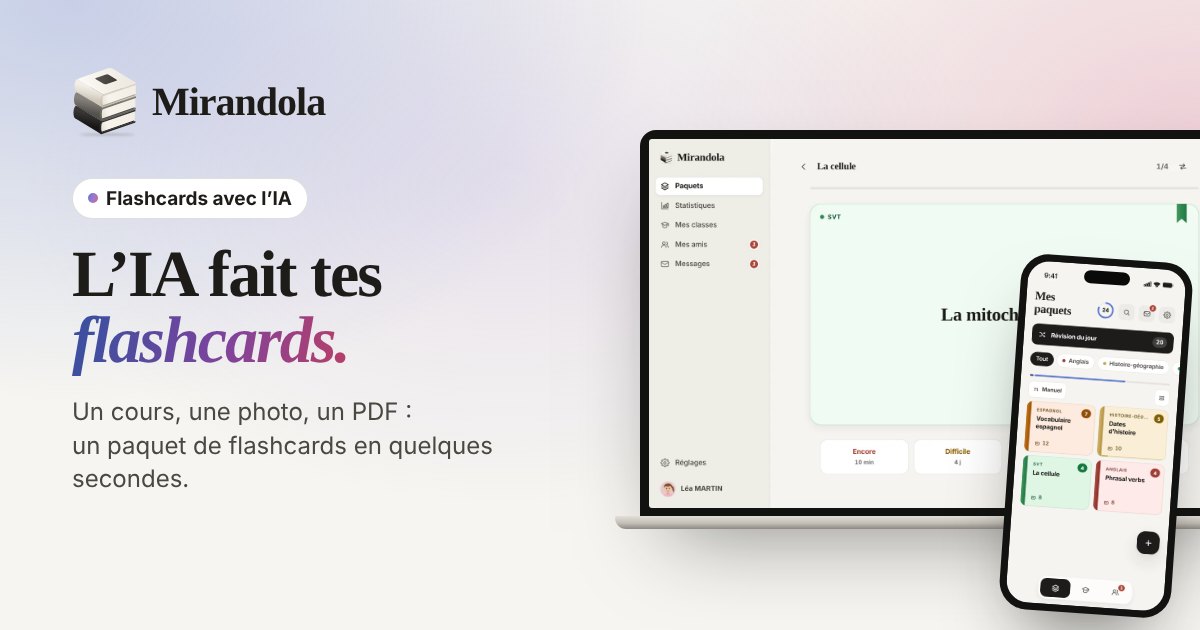 Mirandola
Flashcards avec l’IA
L’IA fait tes
flashcards.
Un cours, une photo, un PDF :
un paquet de flashcards en quelques
secondes.
Mirandola
Paquets
Statistiques
Mes classes
Mes amis
Messages
Réglages
Léa MARTIN
La cellule
1/4
SVT
La mitoch
Encore
10 min
Difficile
4 j
9:41
Mes
paquets
24
Révision du jour
20
Tout
Anglais
Histoire-géographie
Manuel
ESPAGNOL
7
Vocabulaire
espagnol
12
HISTOIRE-GÉO...
5
Dates
d’histoire
10
SVT
4
La cellule
8
ANGLAIS
4
Phrasal verbs
6